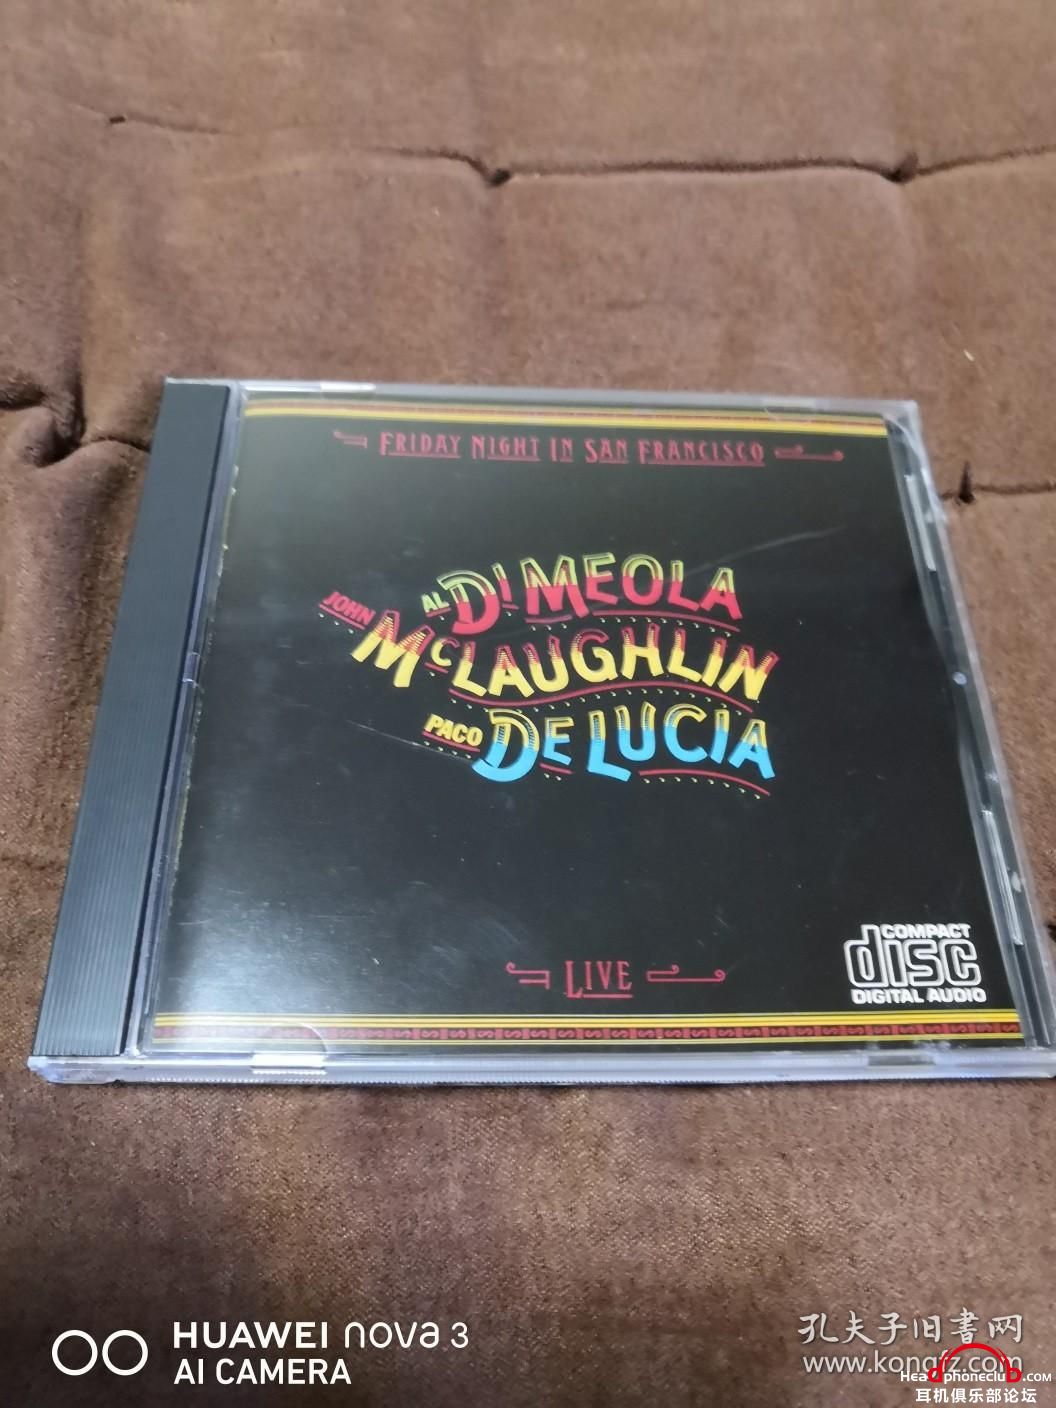 FRIDAY NIGHT IN SAN FRANCISCO
AL DI MEOLA
JOHN MCLAUGHLIN
PACO DE LUCIA
LIVE
COMPACT
disc
DIGITAL AUDIO
HUAWEI nova 3
AI CAMERA
孔夫子旧書网
www.kongfz.com
Headphoneclub.com
耳机俱乐部论坛